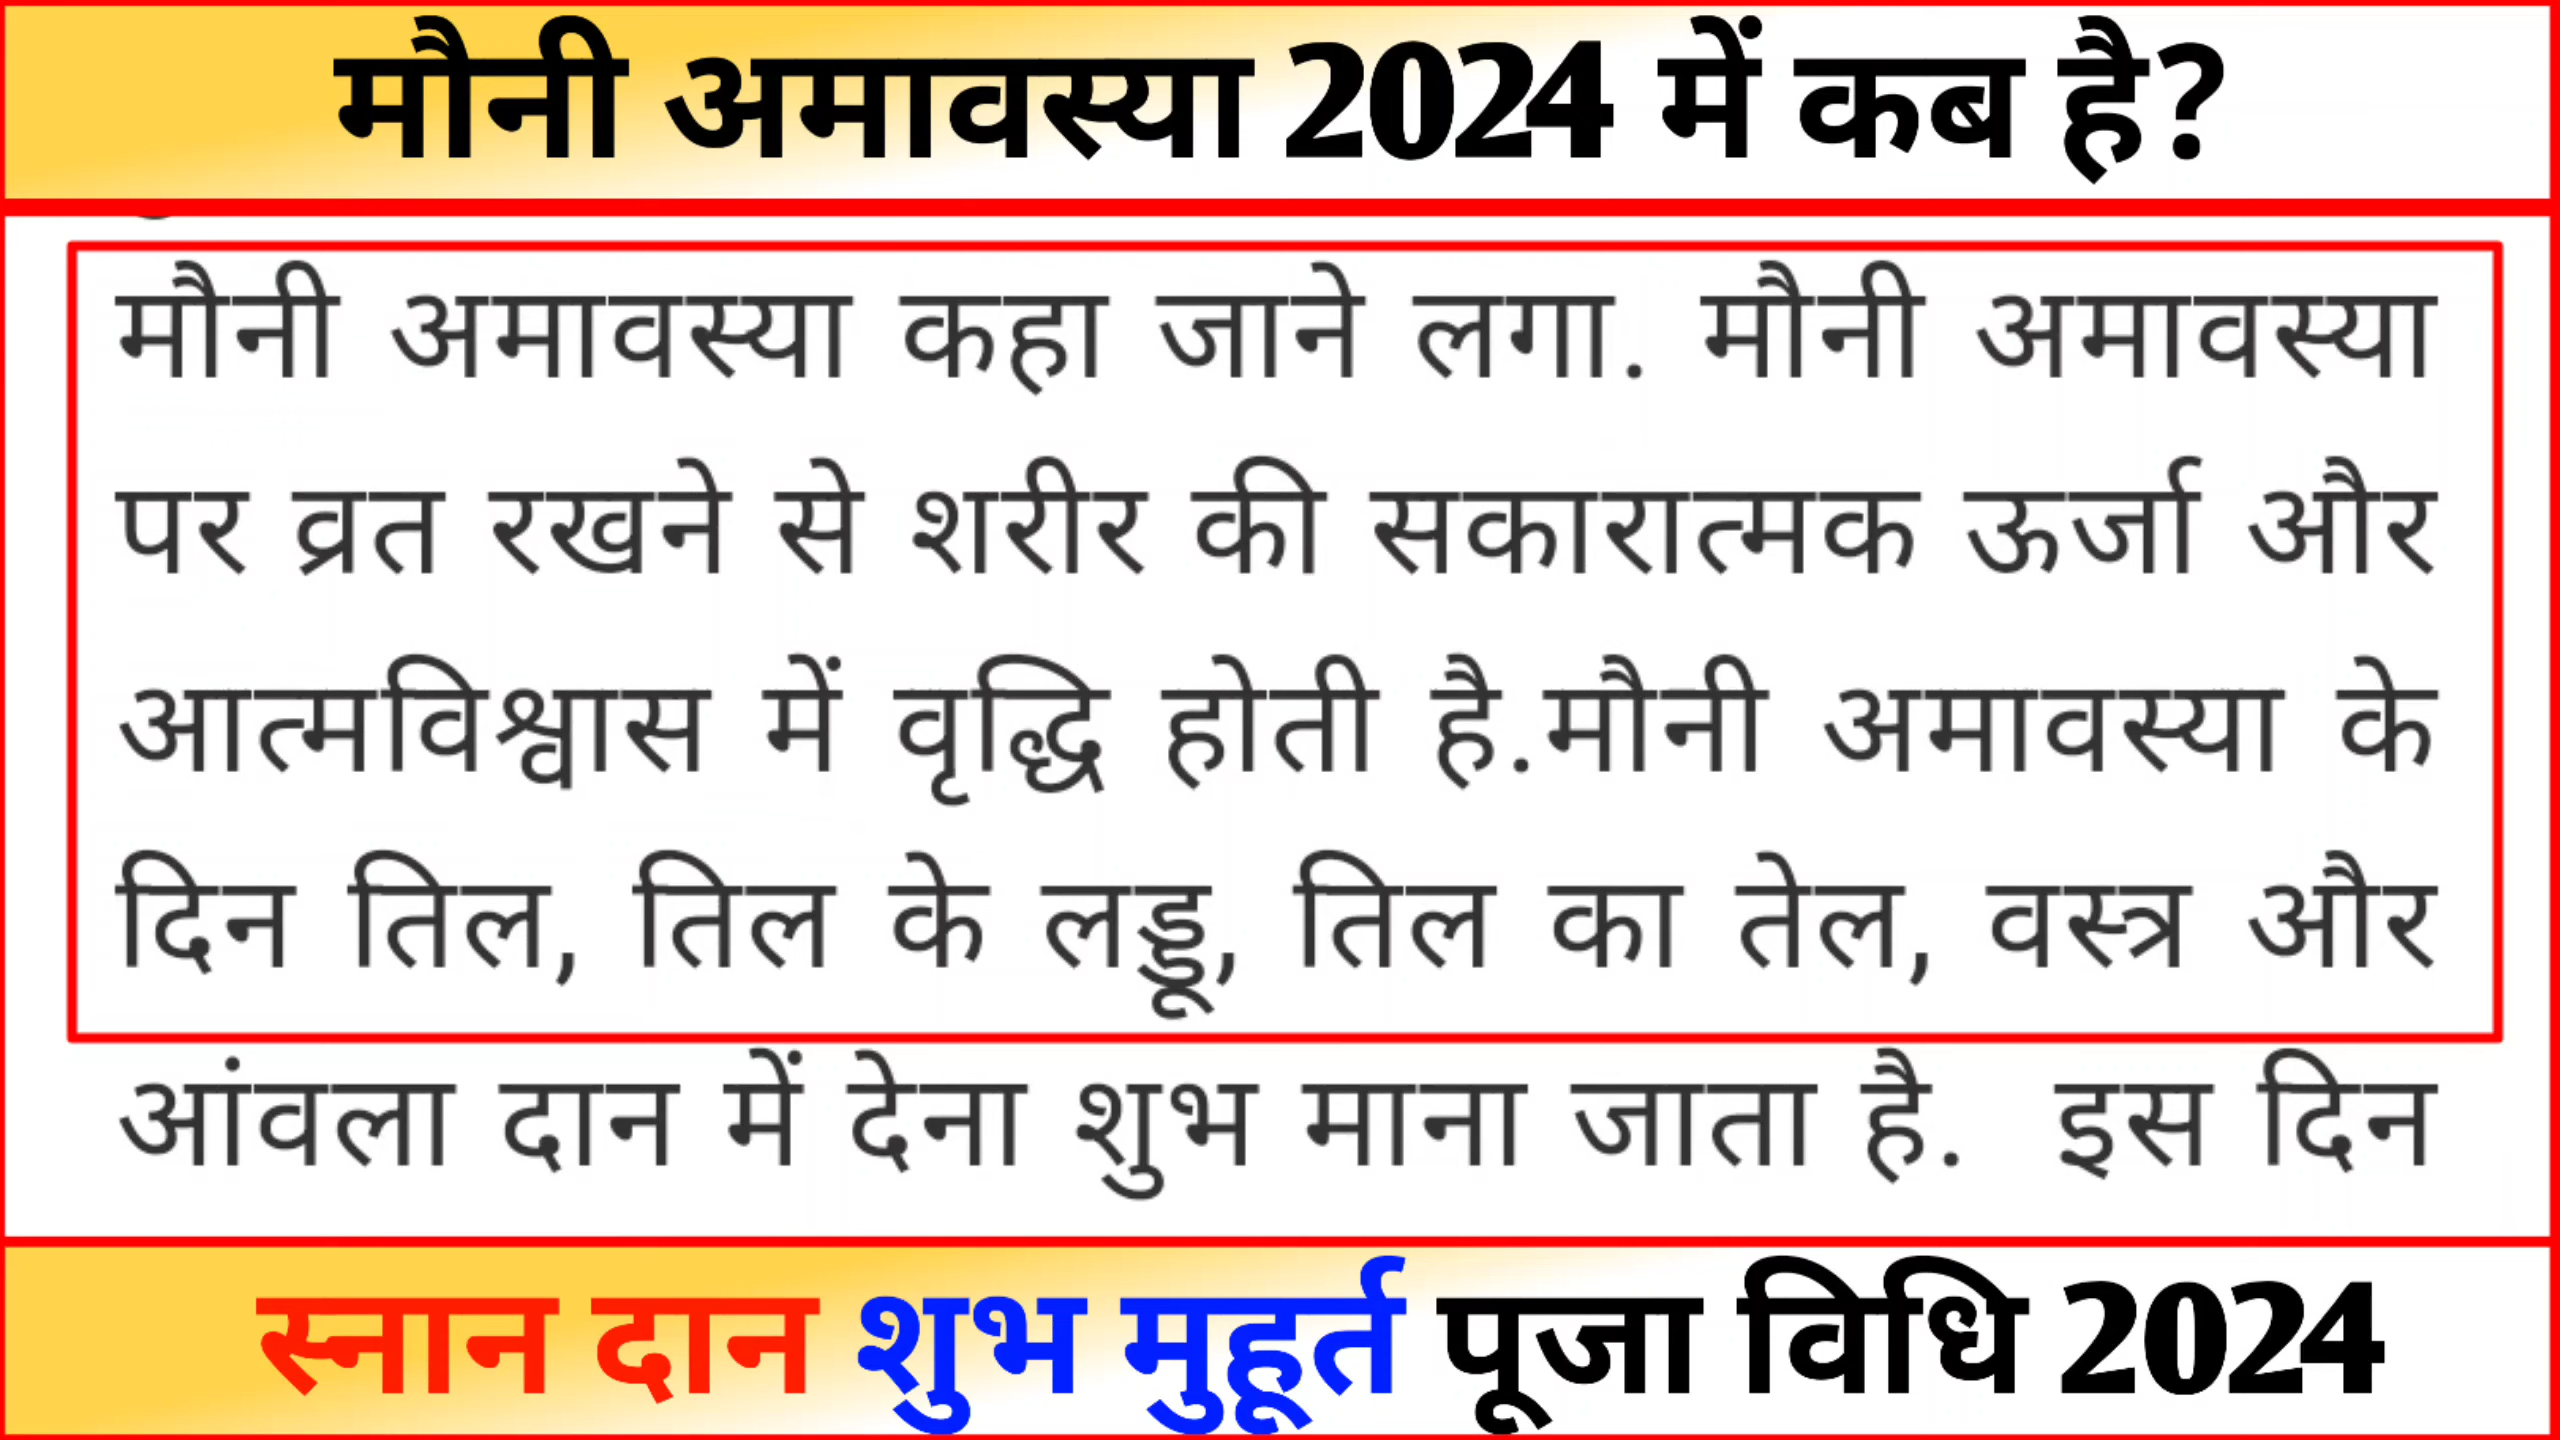 मौनी अमावस्या 2024 में कब है?
मौनी अमावस्या कहा जाने लगा. मौनी अमावस्या
पर व्रत रखने से शरीर की सकारात्मक ऊर्जा और
आत्मविश्वास में वृद्धि होती है.मौनी अमावस्या के
दिन तिल, तिल के लड्डू, तिल का तेल, वस्त्र और
आंवला दान में देना शुभ माना जाता है. इस दिन
स्नान दान शुभ मुहूर्त पूजा विधि 2024